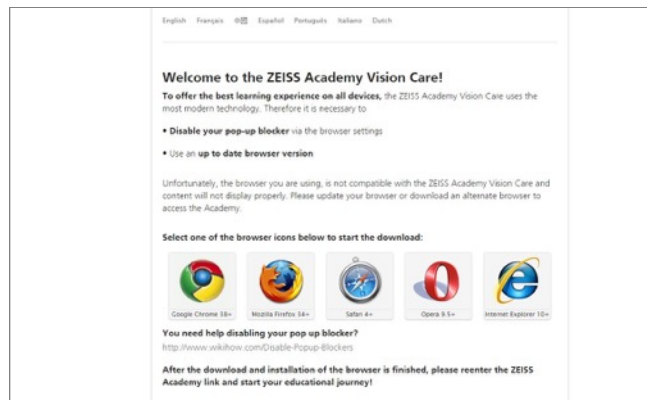 English Français 中国 Español Português Italiano Dutch
Welcome to the ZEISS Academy Vision Care!
To offer the best learning experience on all devices, the ZEISS Academy Vision Care uses the
most modern technology. Therefore it is necessary to
• Disable your pop-up blocker via the browser settings
• Use an up to date browser version
Unfortunately, the browser you are using, is not compatible with the ZEISS Academy Vision Care and
content will not display properly. Please update your browser or download an alternate browser to
access the Academy.
Select one of the browser icons below to start the download:
Google Chrome 38+ Mozilla Firefox 34+ Safari 4+ Opera 9.5+ Internet Explorer 10+
You need help disabling your pop up blocker?
http://www.wikihow.com/Disable-Popup-Blockers
After the download and installation of the browser is finished, please reenter the ZEISS
Academy link and start your educational journey!